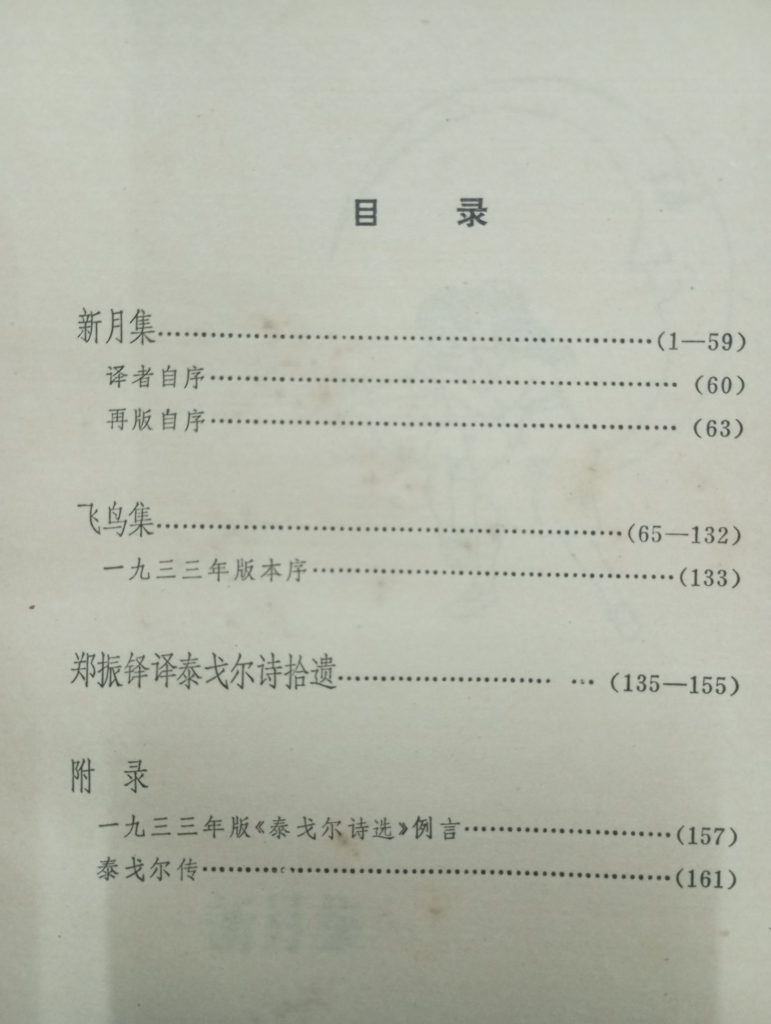 目 录
新月集……………………………………(1—59)
译者自序…………………………………… (60)
再版自序…………………………………… (63)
飞鸟集……………………………………(65—132)
一九三三年版本序……………………………(133)
郑振铎译泰戈尔诗拾遗……………… … (135—155)
附 录
一九三三年版《泰戈尔诗选》例言………………(157)
泰戈尔传……………………………………(161)